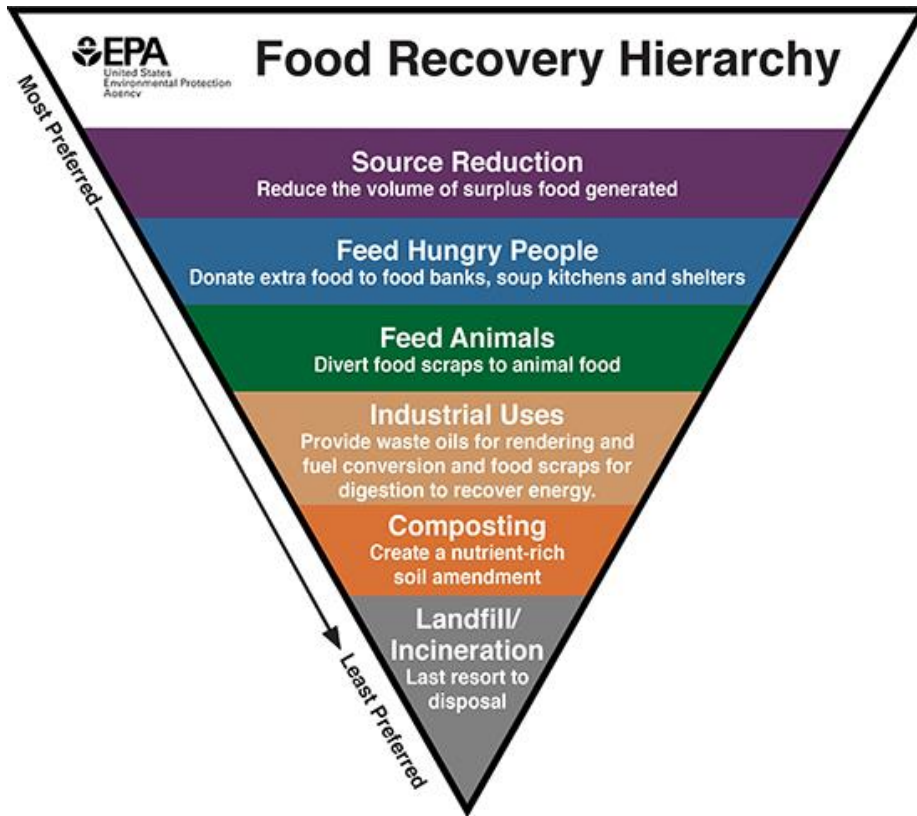 EPA
United States
Environmental Protection
Agency
Food Recovery Hierarchy
Most Preferred
Source Reduction
Reduce the volume of surplus food generated
Feed Hungry People
Donate extra food to food banks, soup kitchens and shelters
Feed Animals
Divert food scraps to animal food
Industrial Uses
Provide waste oils for rendering and
fuel conversion and food scraps for
digestion to recover energy.
Composting
Create a nutrient-rich
soil amendment
Landfill/
Incineration
Last resort to
disposal
Least Preferred